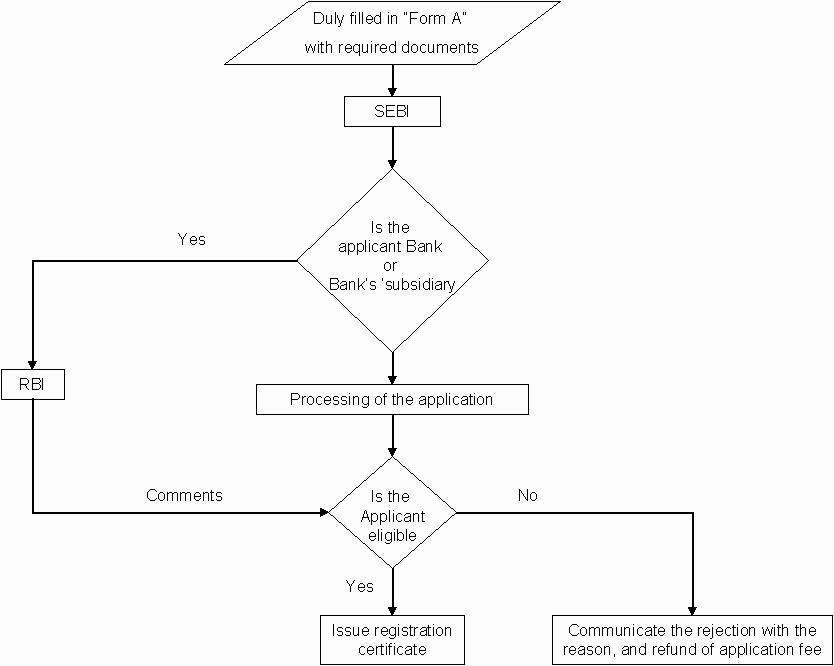 Duly filled in "Form A"
with required documents
SEBI
Is the
applicant Bank
or
Bank's 'subsidiary
Yes
RBI
Processing of the application
Comments
Is the
Applicant
eligible
No
Yes
Issue registration
certificate
Communicate the rejection with the
reason, and refund of application fee